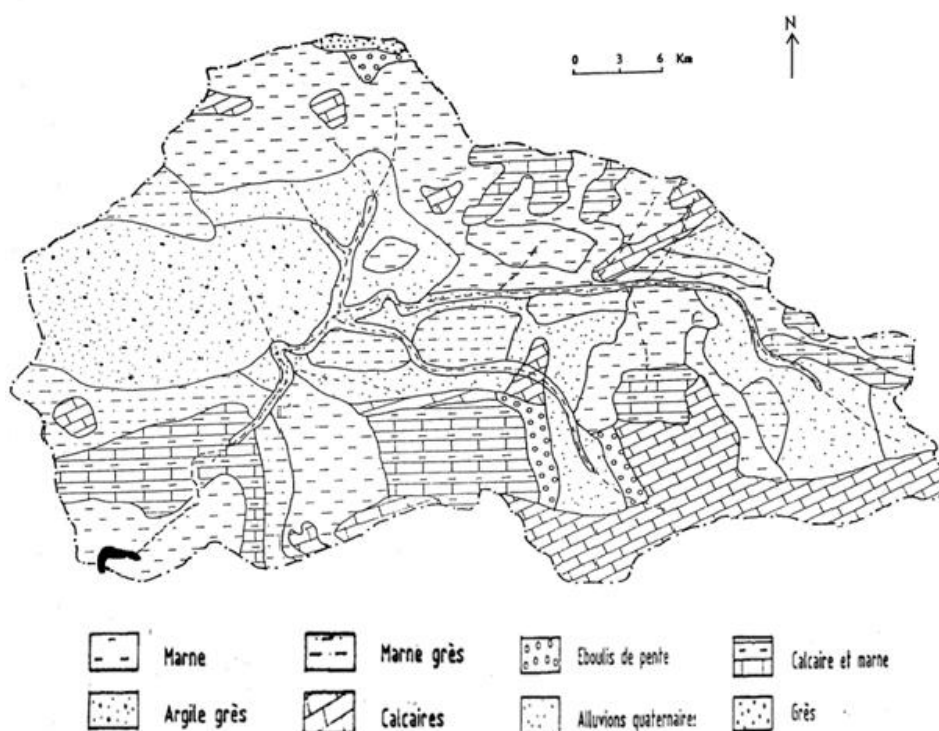 N
0 3 6 Km
Marne
Marne grès
Eboulis de pente
Calcaire et marne
Argile grès
Calcaires
Alluvions quaternaires
Grès